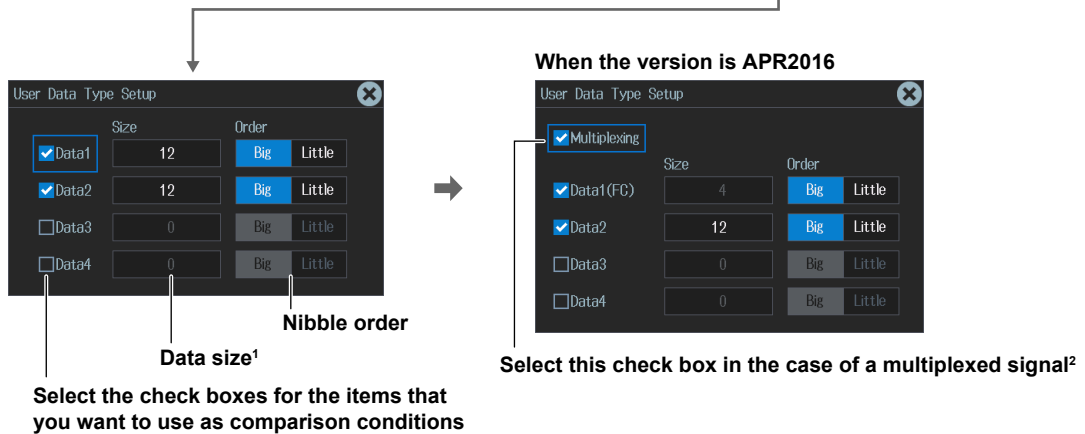 When the version is APR2016
User Data Type Setup
Size Order
Data1 12 Big Little
Data2 12 Big Little
Data3 0 Big Little
Data4 0 Big Little
Nibble order
Data size¹
Select the check boxes for the items that
you want to use as comparison conditions
User Data Type Setup
Multiplexing
Size Order
Data1(FC) 4 Big Little
Data2 12 Big Little
Data3 0 Big Little
Data4 0 Big Little
Select this check box in the case of a multiplexed signal²